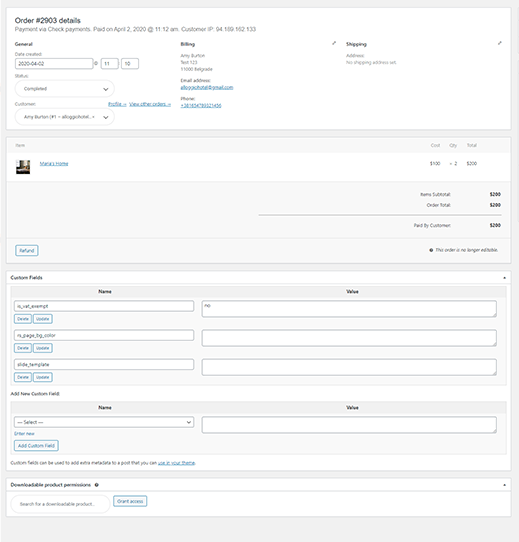 Order #2903 details
Payment via Check payments. Paid on April 2, 2020 @ 11:12 am. Customer IP: 94.189.162.133
General
Billing
Shipping
Date created:
2020-04-02 @ 11 : 10
Amy Burton
Test 123
11000 Belgrade
Address:
No shipping address set.
Status:
Completed
Email address:
Customer:
Profile →
View other orders →
Phone:
Amy Burton (#1 –
Item
Cost
Qty
Total
Maria's Home
$100
× 2
$200
Items Subtotal:
$200
Order Total:
$200
Paid By Customer:
$200
Refund
This order is no longer editable.
Custom Fields
Name
Value
is_vat_exempt
no
Delete
Update
rs_page_bg_color
Delete
Update
slide_template
Delete
Update
Add New Custom Field:
Name
Value
— Select —
Enter new
Add Custom Field
Custom fields can be used to add extra metadata to a post that you can use in your theme.
Downloadable product permissions
Search for a downloadable product...
Grant access